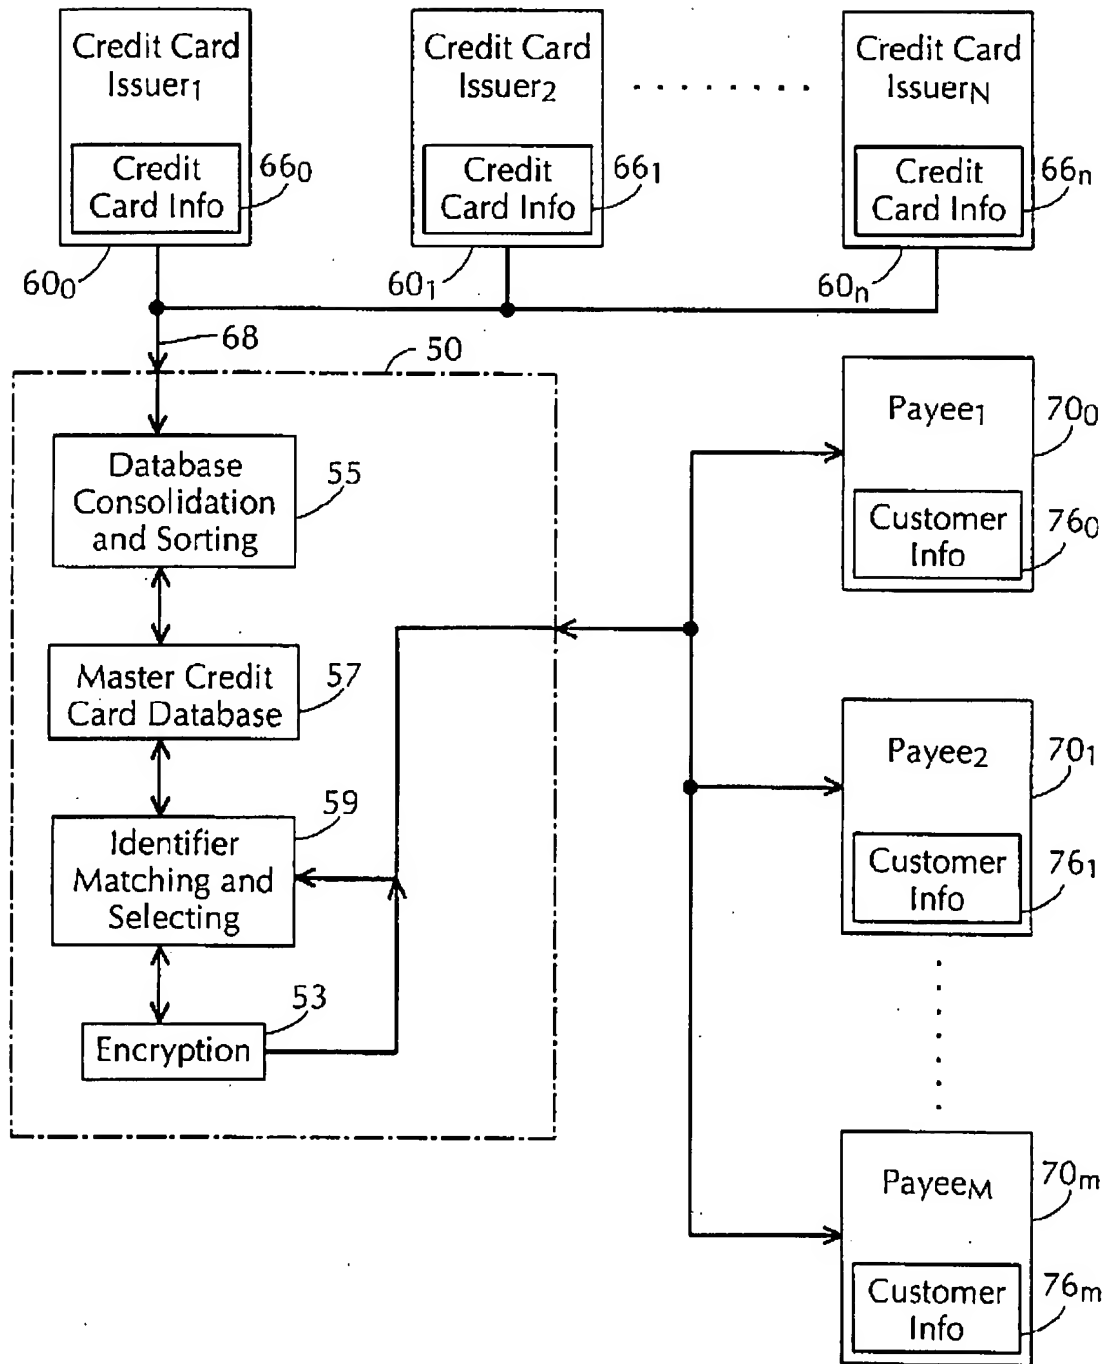 Credit Card
Issuer1
Credit Card
Issuer2
Credit Card
IssuerN
Credit
Card Info
660
Credit
Card Info
661
Credit
Card Info
66n
600
601
60n
68
50
Database
Consolidation
and Sorting
55
Master Credit
Card Database
57
Identifier
Matching and
Selecting
59
Encryption
53
Payee1
700
Customer
Info
760
Payee2
701
Customer
Info
761
PayeeM
70m
Customer
Info
76m